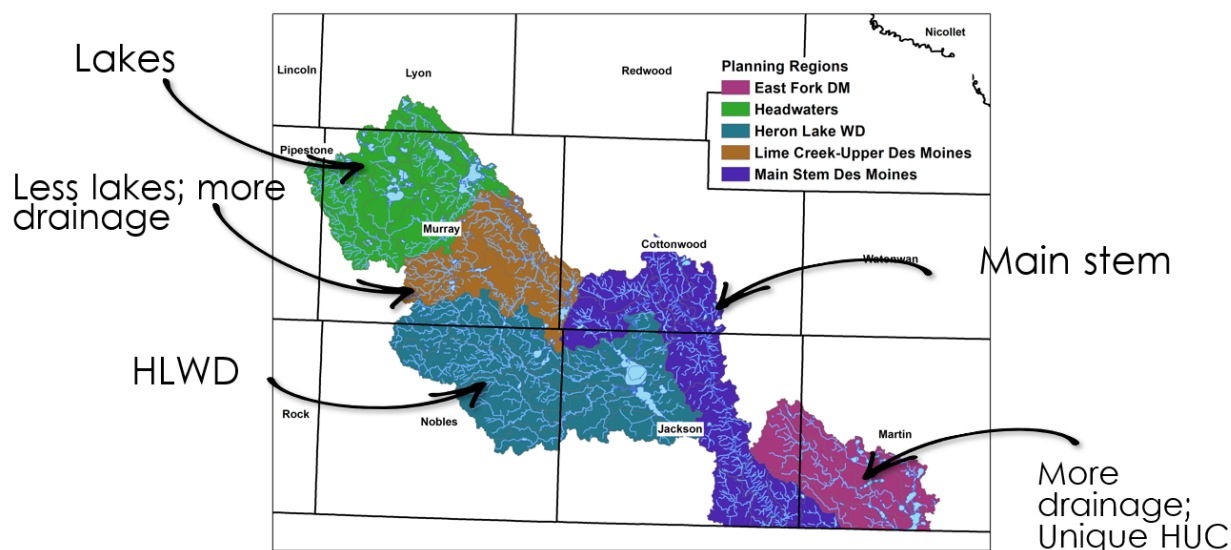 Nicollet
Lakes
Lincoln
Lyon
Redwood
Planning Regions
East Fork DM
Headwaters
Heron Lake WD
Lime Creek-Upper Des Moines
Main Stem Des Moines
Pipestone
Less lakes; more
drainage
Murray
Cottonwood
Watonwan
Main stem
HLWD
Rock
Nobles
Jackson
Martin
More
drainage;
Unique HUC